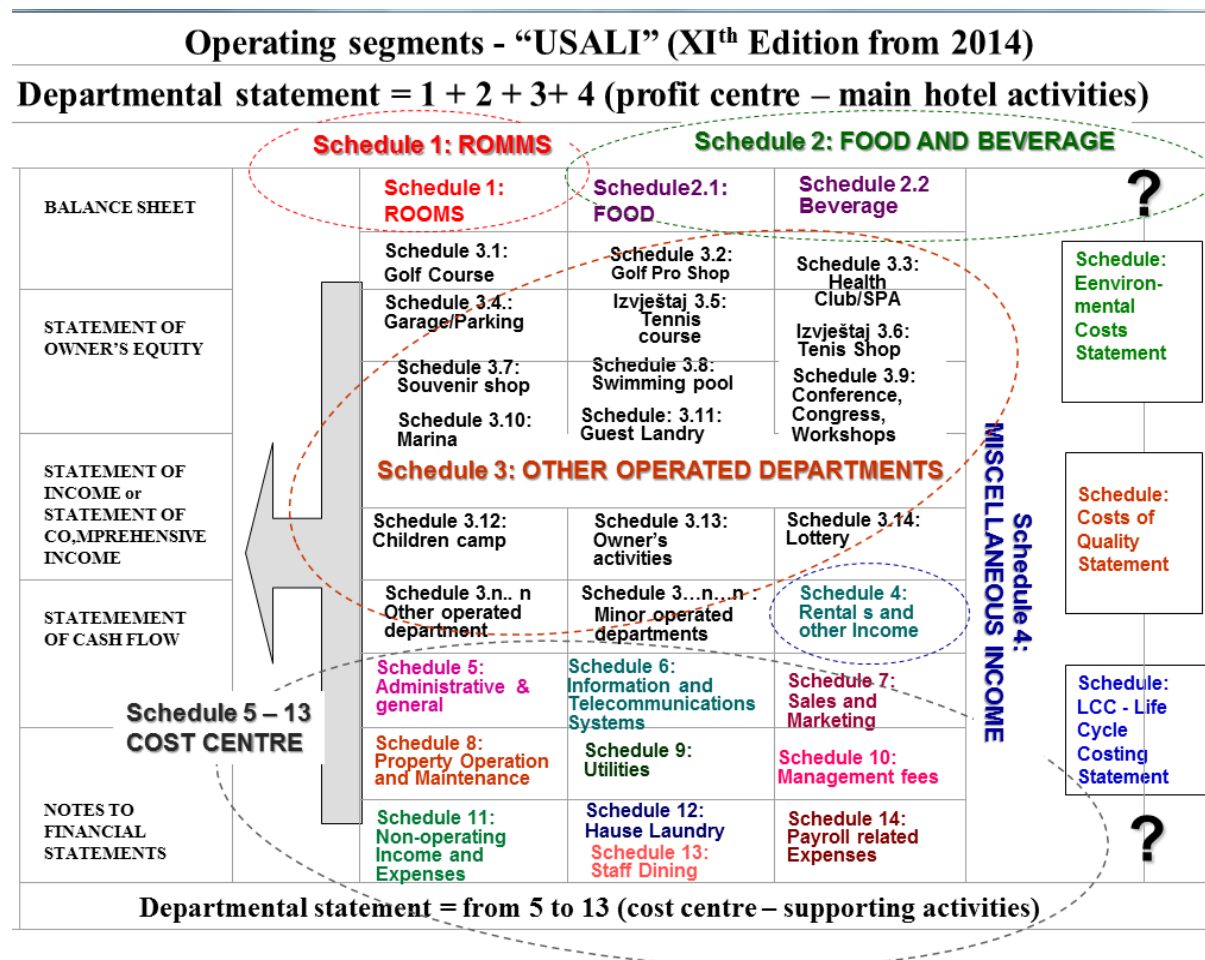 Operating segments - “USALI” (XIth Edition from 2014)
Departmental statement = 1 + 2 + 3+ 4 (profit centre – main hotel activities)
Schedule 1: ROMMS
Schedule 2: FOOD AND BEVERAGE
BALANCE SHEET
Schedule 1:
ROOMS
Schedule2.1:
FOOD
Schedule 2.2
Beverage
?
Schedule 3.1:
Golf Course
Schedule 3.2:
Golf Pro Shop
Schedule 3.3:
Health
Club/SPA
Schedule:
Eenviron-
mental
Costs
Statement
STATEMENT OF
OWNER’S EQUITY
Schedule 3.4.:
Garage/Parking
Izvještaj 3.5:
Tennis
course
Izvještaj 3.6:
Tenis Shop
Schedule 3.7:
Souvenir shop
Schedule 3.8:
Swimming pool
Schedule 3.9:
Conference,
Congress,
Workshops
Schedule 3.10:
Marina
Schedule: 3.11:
Guest Landry
Schedule 3: OTHER OPERATED DEPARTMENTS
Schedule 4:
MISCELLANEOUS INCOME
STATEMENT OF
INCOME or
STATEMENT OF
CO,MPREHENSIVE
INCOME
Schedule:
Costs of
Quality
Statement
Schedule 3.12:
Children camp
Schedule 3.13:
Owner’s
activities
Schedule 3.14:
Lottery
STATEMEMENT
OF CASH FLOW
Schedule 3.n.. n
Other operated
department
Schedule 3...n...n :
Minor operated
departments
Schedule 4:
Rental s and
other Income
Schedule 5:
Administrative &
general
Schedule 6:
Information and
Telecommunications
Systems
Schedule 7:
Sales and
Marketing
Schedule:
LCC - Life
Cycle
Costing
Statement
Schedule 5 – 13
COST CENTRE
Schedule 8:
Property Operation
and Maintenance
Schedule 9:
Utilities
Schedule 10:
Management fees
NOTES TO
FINANCIAL
STATEMENTS
Schedule 11:
Non-operating
Income and
Expenses
Schedule 12:
Hause Laundry
Schedule 13:
Staff Dining
Schedule 14:
Payroll related
Expenses
?
Departmental statement = from 5 to 13 (cost centre – supporting activities)